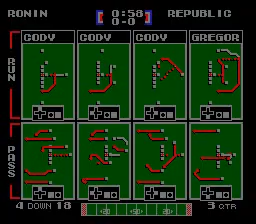 RONIN 0:58 REPUBLIC
0-0
CODY CODY CODY GREGOR
RUN
PASS
4 DOWN 18 3 QTR